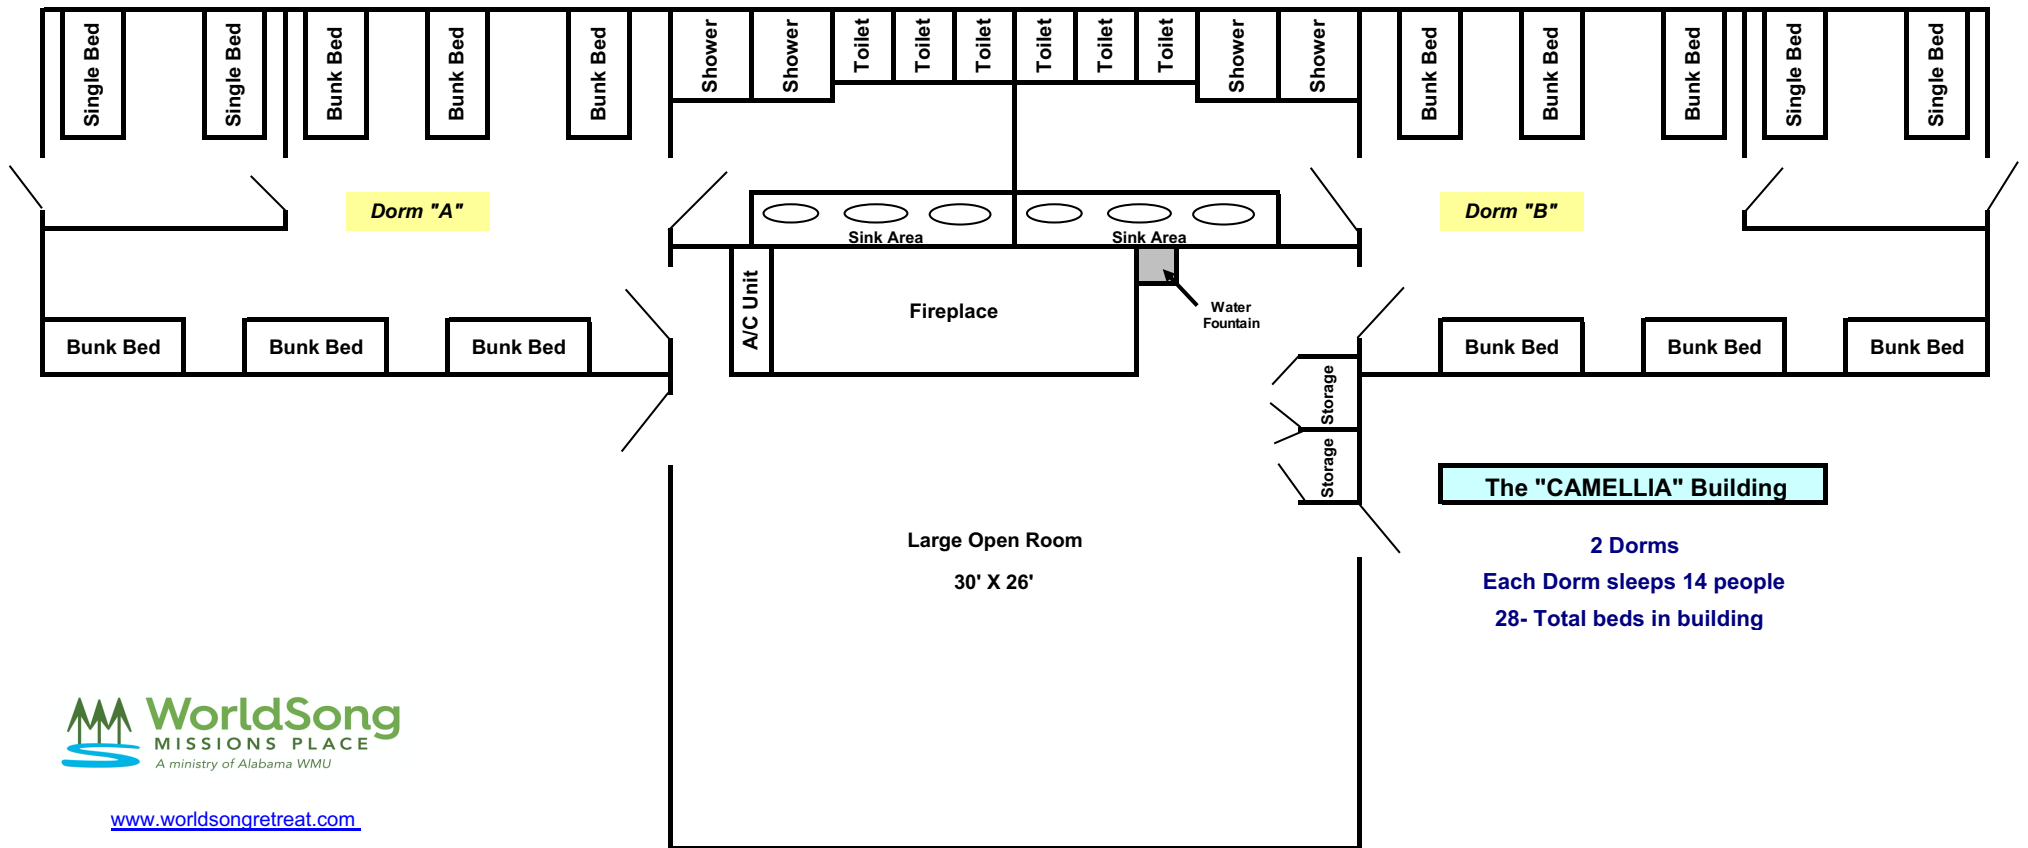 Single Bed
Single Bed
Bunk Bed
Bunk Bed
Bunk Bed
Shower
Shower
Toilet
Toilet
Toilet
Toilet
Toilet
Toilet
Shower
Shower
Bunk Bed
Bunk Bed
Bunk Bed
Single Bed
Single Bed
Dorm "A"
Dorm "B"
Sink Area
Sink Area
A/C Unit
Fireplace
Water
Fountain
Bunk Bed
Bunk Bed
Bunk Bed
Bunk Bed
Bunk Bed
Bunk Bed
Storage
Storage
The "CAMELLIA" Building
Large Open Room
30' X 26'
2 Dorms
Each Dorm sleeps 14 people
28- Total beds in building
WorldSong
MISSIONS PLACE
A ministry of Alabama WMU
www.worldsongretreat.com